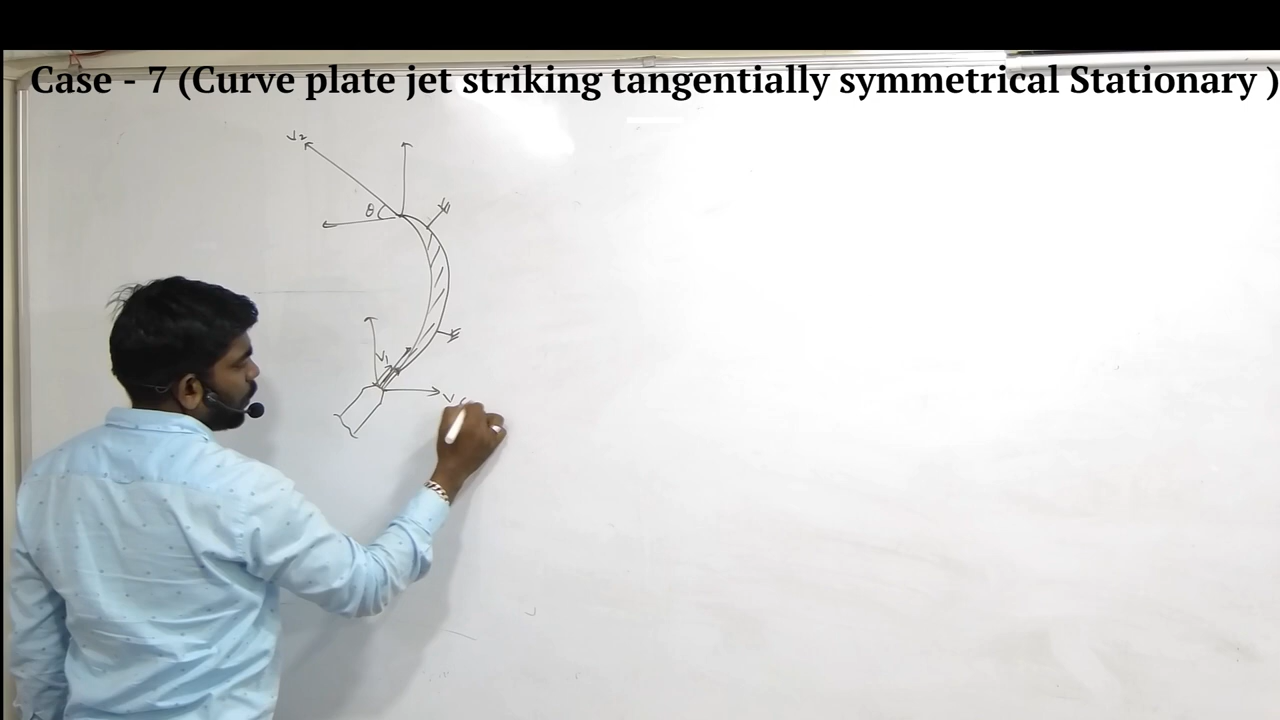 Case - 7 (Curve plate jet striking tangentially symmetrical Stationary )
V2
θ
V1
V